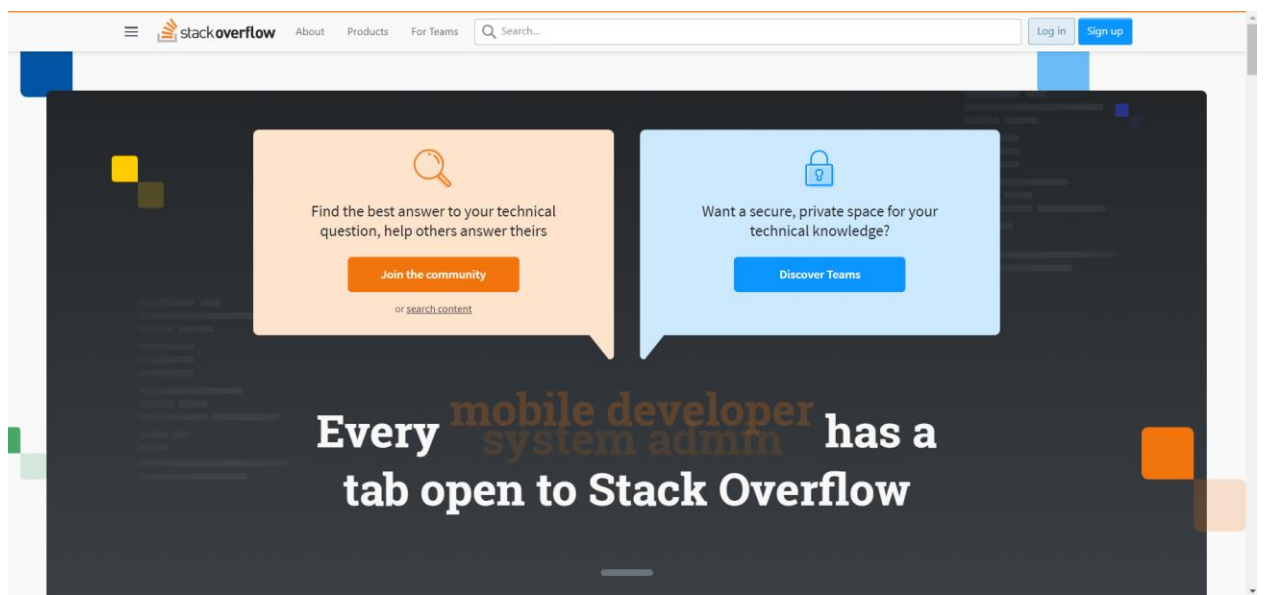 stackoverflow About Products For Teams Search... Log in Sign up
Find the best answer to your technical
question, help others answer theirs
Join the community
or search content
Want a secure, private space for your
technical knowledge?
Discover Teams
Every mobile developer has a
system admin
tab open to Stack Overflow